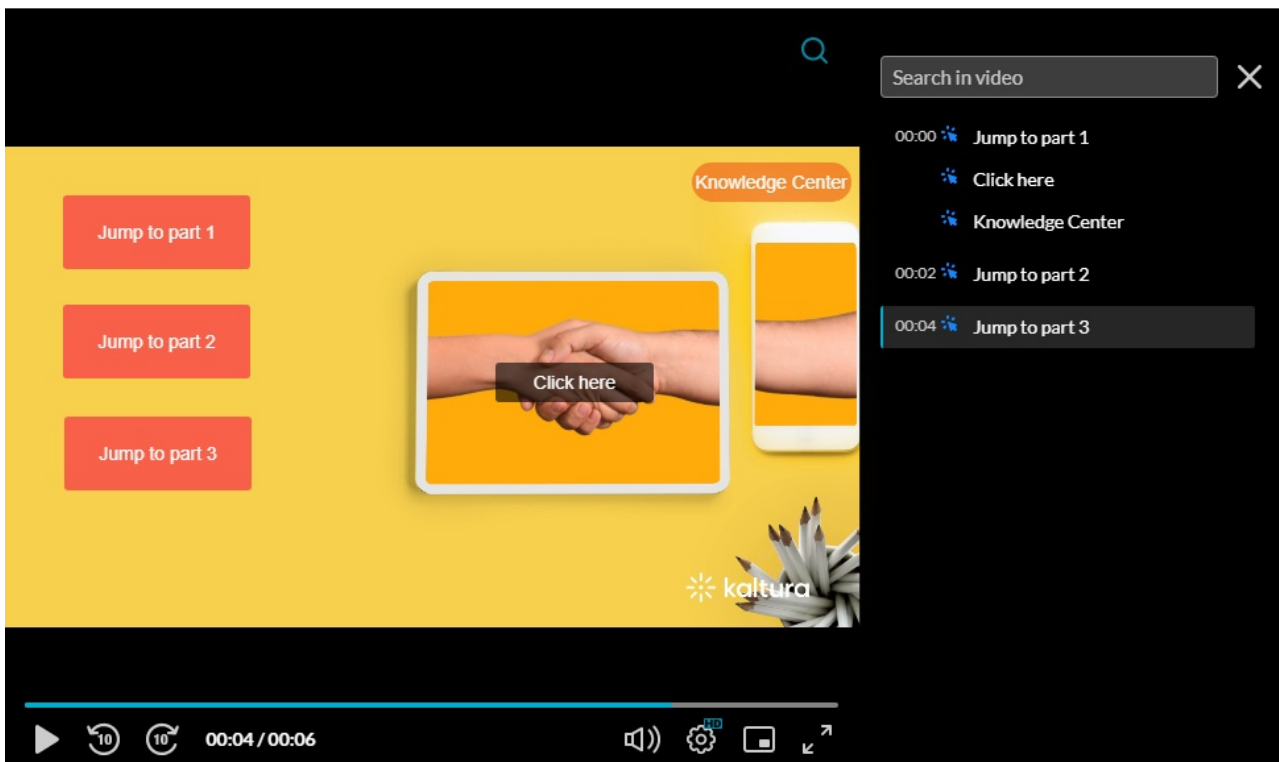 Search in video
00:00 Jump to part 1
Click here
Knowledge Center
00:02 Jump to part 2
00:04 Jump to part 3
Knowledge Center
Jump to part 1
Jump to part 2
Click here
Jump to part 3
kaltura
10 10 00:04 / 00:06 HD